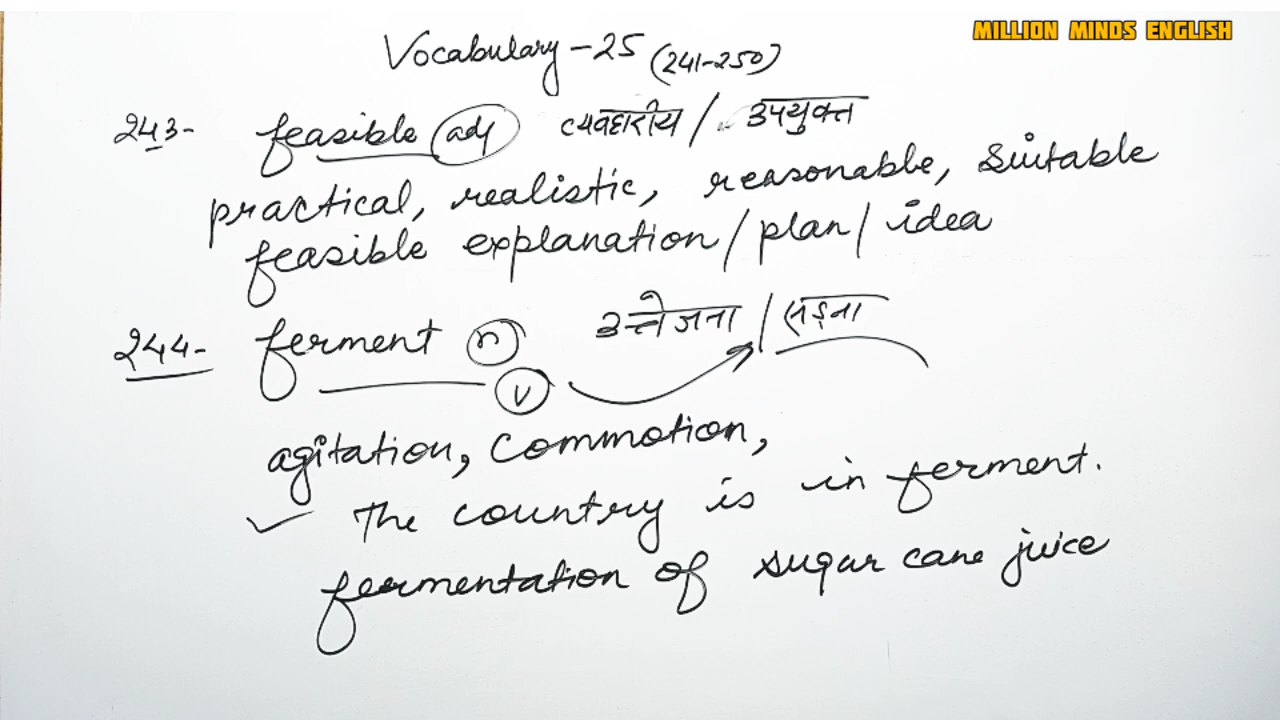 MILLION MINDS ENGLISH
Vocabulary-25 (241-250)
243- feasible adj व्यवहारीय / उपयुक्त
practical, realistic, reasonable, suitable
feasible explanation / plan / idea
244- ferment n उत्तेजना / सड़ना
v
agitation, commotion,
✓ The country is in ferment.
fermentation of sugar cane juice